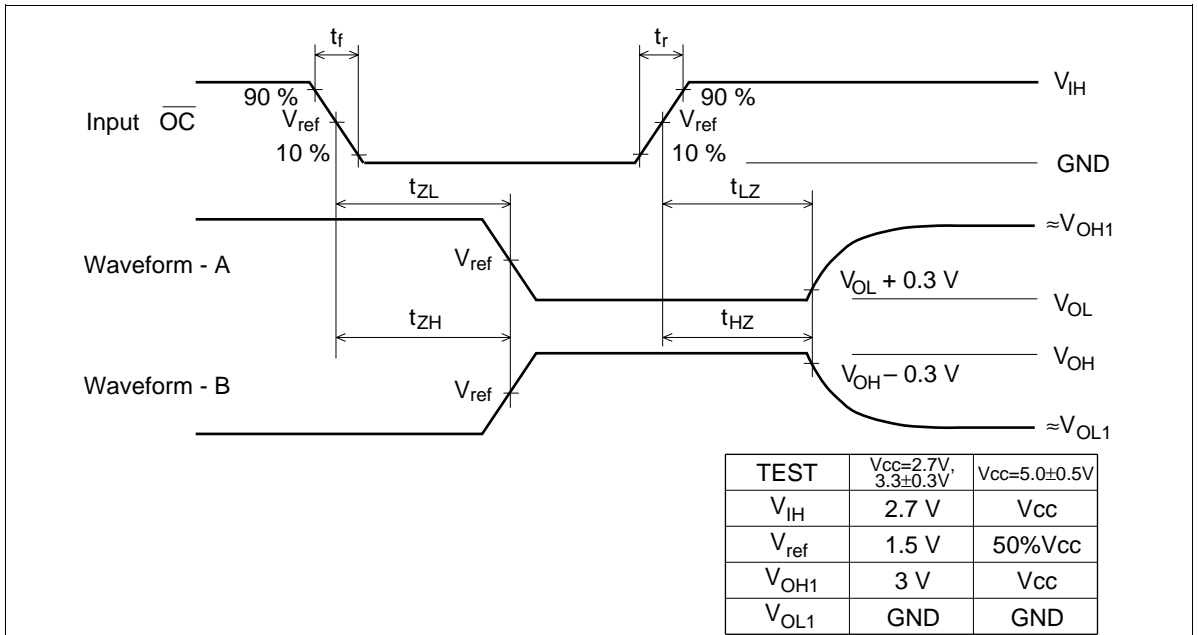 tf
tr
VIH
90 %
90 %
Input OC
Vref
Vref
10 %
10 %
GND
tZL
tLZ
≈VOH1
Waveform - A
Vref
VOL + 0.3 V
VOL
tZH
tHZ
VOH
VOH − 0.3 V
Waveform - B
Vref
≈VOL1
TEST Vcc=2.7V, 3.3±0.3V Vcc=5.0±0.5V
VIH 2.7 V Vcc
Vref 1.5 V 50%Vcc
VOH1 3 V Vcc
VOL1 GND GND